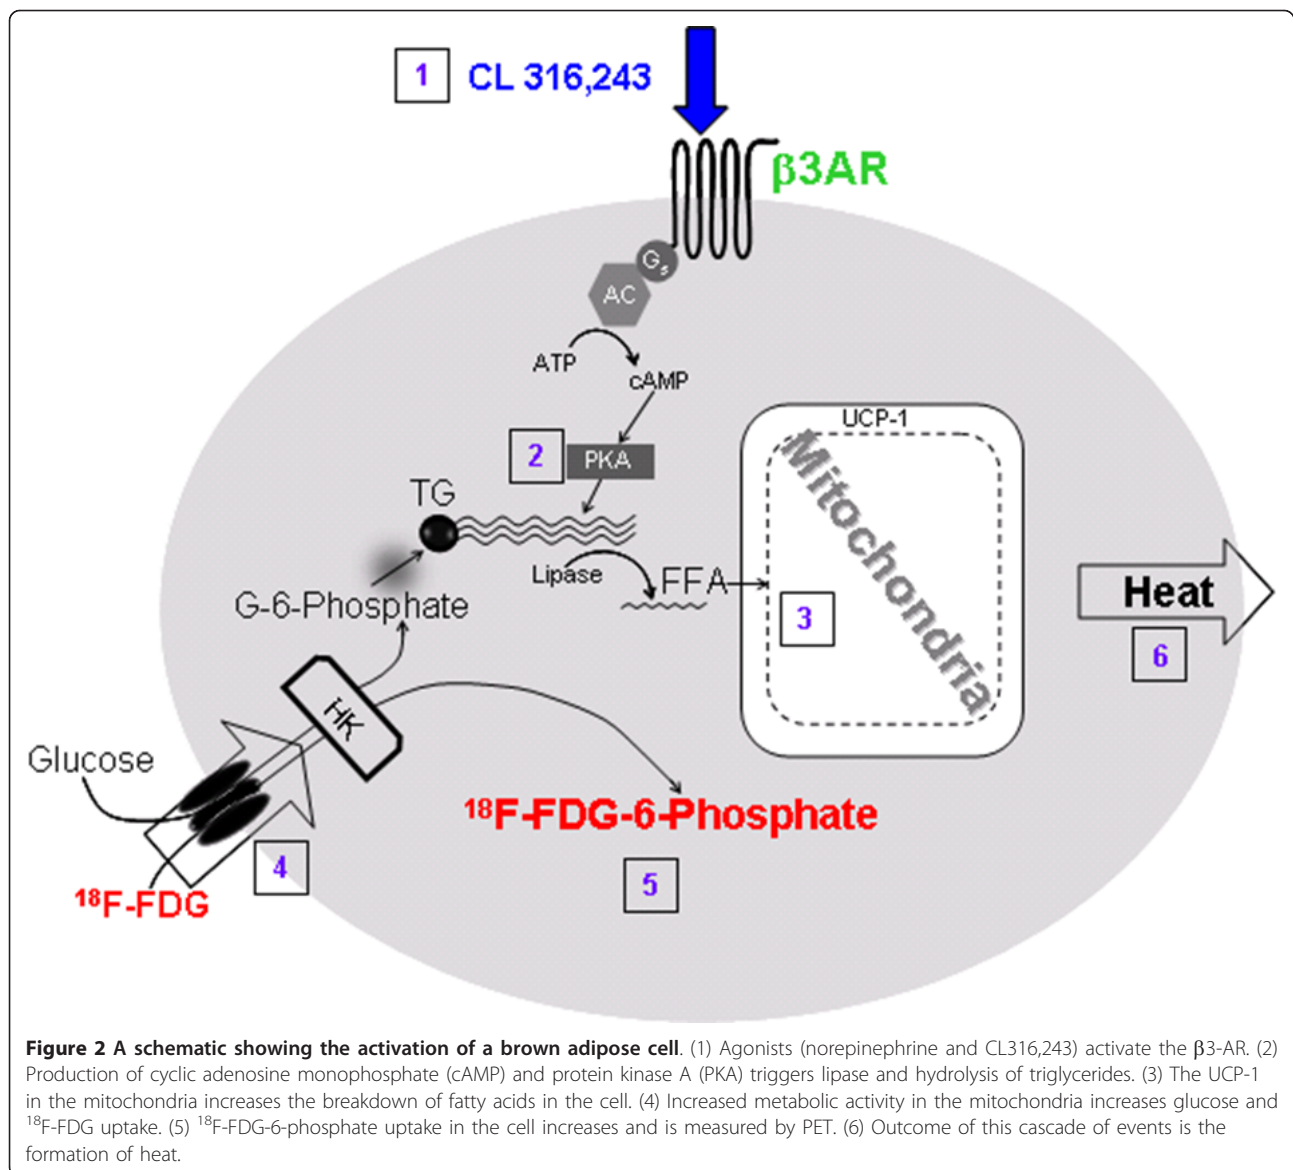 1 CL 316,243
β3AR
Gs
AC
ATP
cAMP
UCP-1
2 PKA
Mitochondria
TG
Lipase
FFA
Heat
G-6-Phosphate
3
6
HK
Glucose
18F-FDG-6-Phosphate
4
5
18F-FDG
Figure 2 A schematic showing the activation of a brown adipose cell. (1) Agonists (norepinephrine and CL316,243) activate the β3-AR. (2)
Production of cyclic adenosine monophosphate (cAMP) and protein kinase A (PKA) triggers lipase and hydrolysis of triglycerides. (3) The UCP-1
in the mitochondria increases the breakdown of fatty acids in the cell. (4) Increased metabolic activity in the mitochondria increases glucose and
18F-FDG uptake. (5) 18F-FDG-6-phosphate uptake in the cell increases and is measured by PET. (6) Outcome of this cascade of events is the
formation of heat.